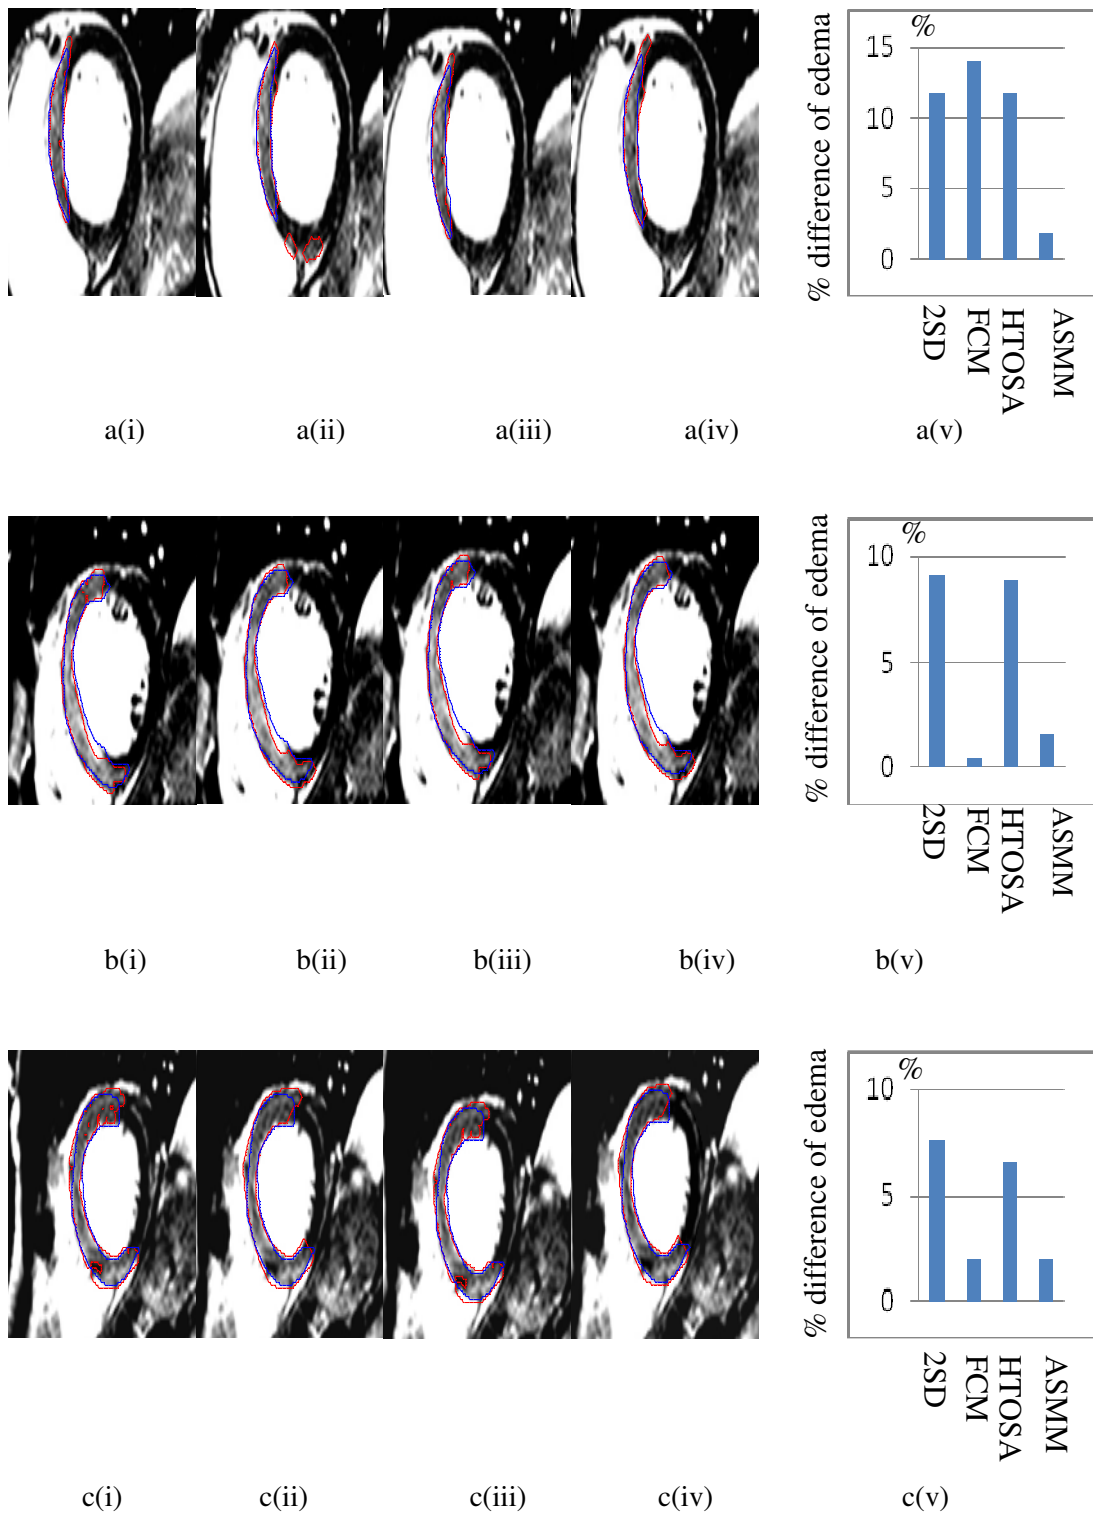 %
15
10
5
0
% difference of edema
2SD
FCM
HTOSA
ASMM
a(i)
a(ii)
a(iii)
a(iv)
a(v)
%
10
5
0
% difference of edema
2SD
FCM
HTOSA
ASMM
b(i)
b(ii)
b(iii)
b(iv)
b(v)
%
10
5
0
% difference of edema
2SD
FCM
HTOSA
ASMM
c(i)
c(ii)
c(iii)
c(iv)
c(v)